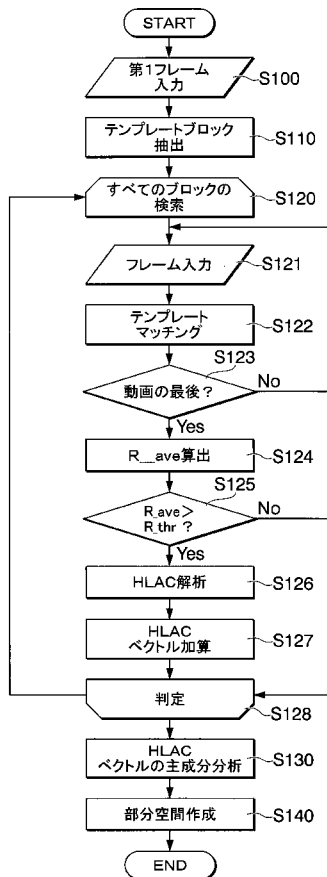 START
第1フレーム
入力
S100
テンプレートブロック
抽出
S110
すべてのブロックの
検索
S120
フレーム入力
S121
テンプレート
マッチング
S122
S123
動画の最後?
No
Yes
R__ave算出
S124
S125
R_ave>
R_thr ?
No
Yes
HLAC解析
S126
HLAC
ベクトル加算
S127
判定
S128
HLAC
ベクトルの主成分分析
S130
部分空間作成
S140
END